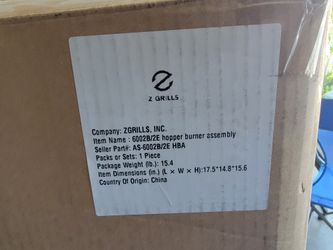 Z GRILLS
Company: ZGRILLS, INC.
Item Name : 6002B/2E hopper burner assembly
Seller Part#: AS-6002B/2E HBA
Packs or Sets: 1 Piece
Package Weight (lb.): 15.4
Item Dimensions (in.) (L × W × H):17.5*14.8*15.6
Country Of Origin: China